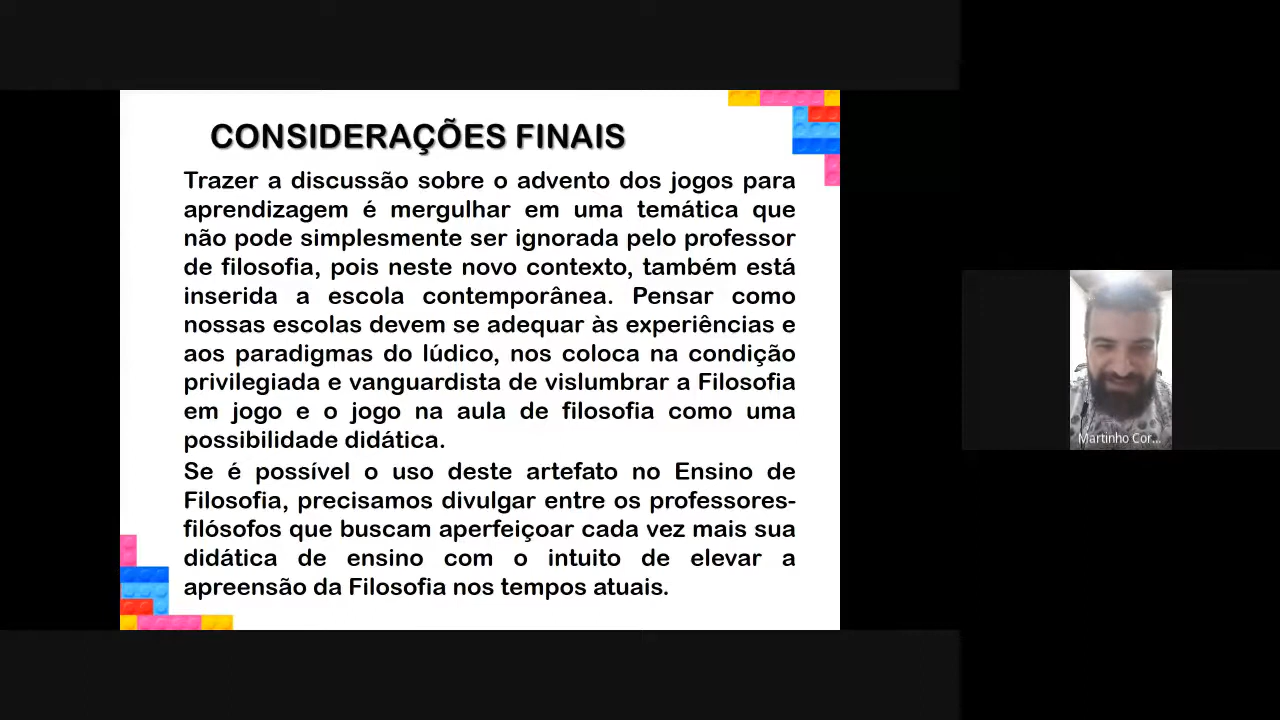 CONSIDERAÇÕES FINAIS
Trazer a discussão sobre o advento dos jogos para
aprendizagem é mergulhar em uma temática que
não pode simplesmente ser ignorada pelo professor
de filosofia, pois neste novo contexto, também está
inserida a escola contemporânea. Pensar como
nossas escolas devem se adequar às experiências e
aos paradigmas do lúdico, nos coloca na condição
privilegiada e vanguardista de vislumbrar a Filosofia
em jogo e o jogo na aula de filosofia como uma
possibilidade didática.
Se é possível o uso deste artefato no Ensino de
Filosofia, precisamos divulgar entre os professores-
filósofos que buscam aperfeiçoar cada vez mais sua
didática de ensino com o intuito de elevar a
apreensão da Filosofia nos tempos atuais.
Martinho Cor...